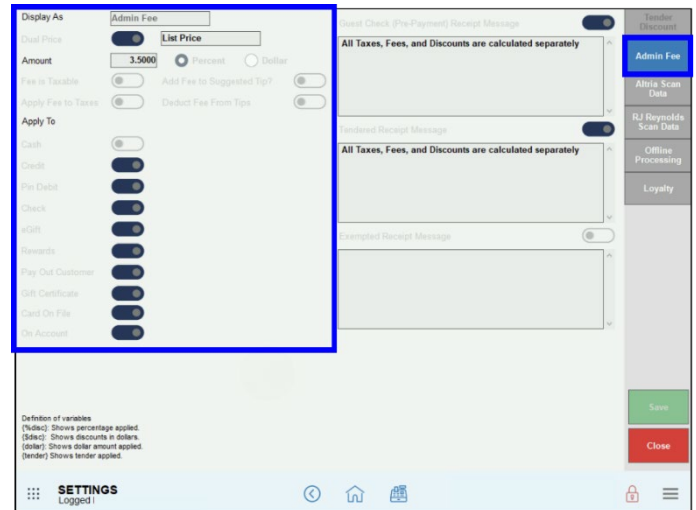 Display As Admin Fee
Dual Price List Price
Amount 3.5000 Percent Dollar
Fee is Taxable Add Fee to Suggested Tip?
Apply Fee to Taxes Deduct Fee From Tips
Apply To
Cash
Credit
Pin Debit
Check
eGift
Rewards
Pay Out Customer
Gift Certificate
Card On File
On Account
Guest Check (Pre-Payment) Receipt Message
All Taxes, Fees, and Discounts are calculated separately
Tendered Receipt Message
All Taxes, Fees, and Discounts are calculated separately
Exempted Receipt Message
Tender
Discount
Admin Fee
Altria Scan
Data
RJ Reynolds
Scan Data
Offline
Processing
Loyalty
Save
Close
Definition of variables
{%disc}: Shows percentage applied.
{$disc}: Shows discounts in dollars.
{dollar}: Shows dollar amount applied.
{tender} Shows tender applied.
SETTINGS
Logged